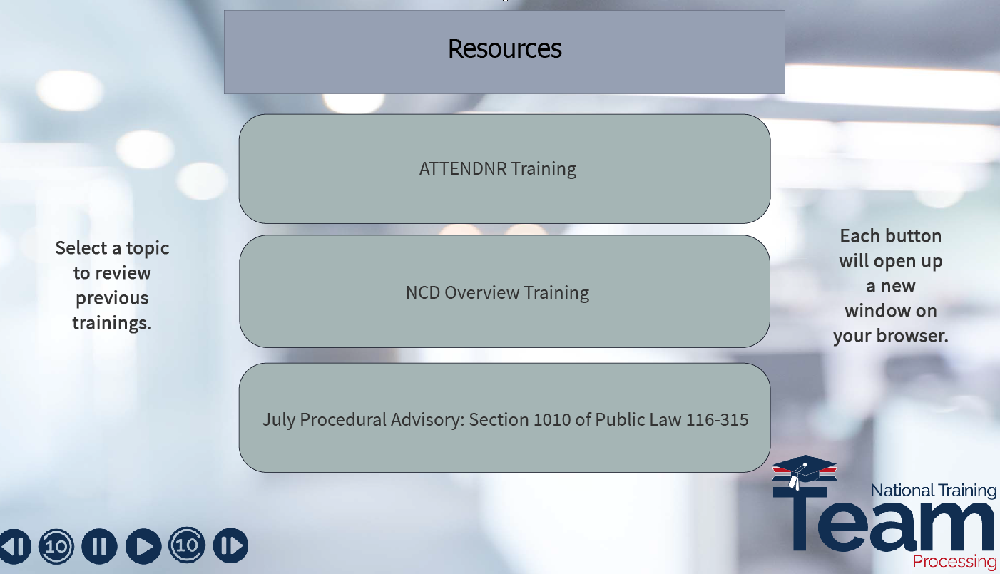 Resources
ATTENDNR Training
NCD Overview Training
July Procedural Advisory: Section 1010 of Public Law 116-315
Select a topic
to review
previous
trainings.
Each button
will open up
a new
window on
your browser.
10
10
National Training
Team
Processing